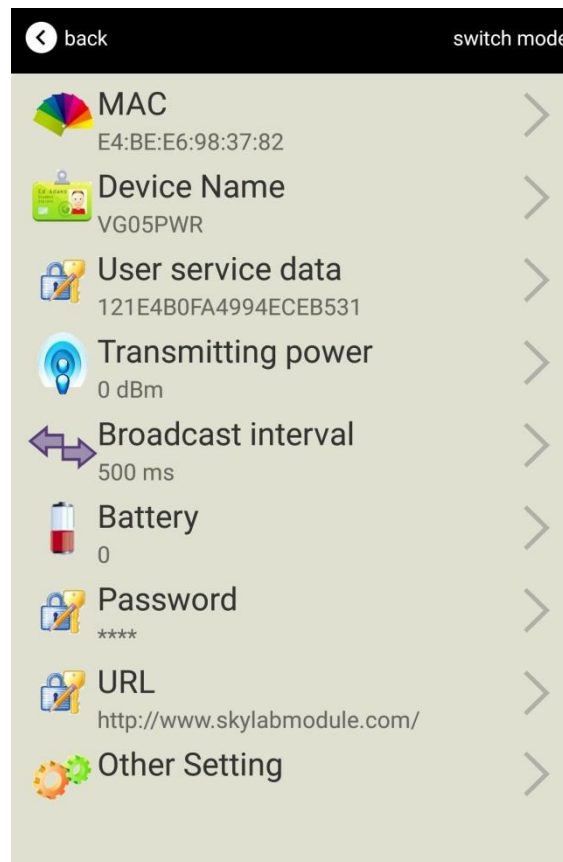 back
switch mode
MAC
E4:BE:E6:98:37:82
Device Name
VG05PWR
User service data
121E4B0FA4994ECEB531
Transmitting power
0 dBm
Broadcast interval
500 ms
Battery
0
Password
****
URL
http://www.skylabmodule.com/
Other Setting